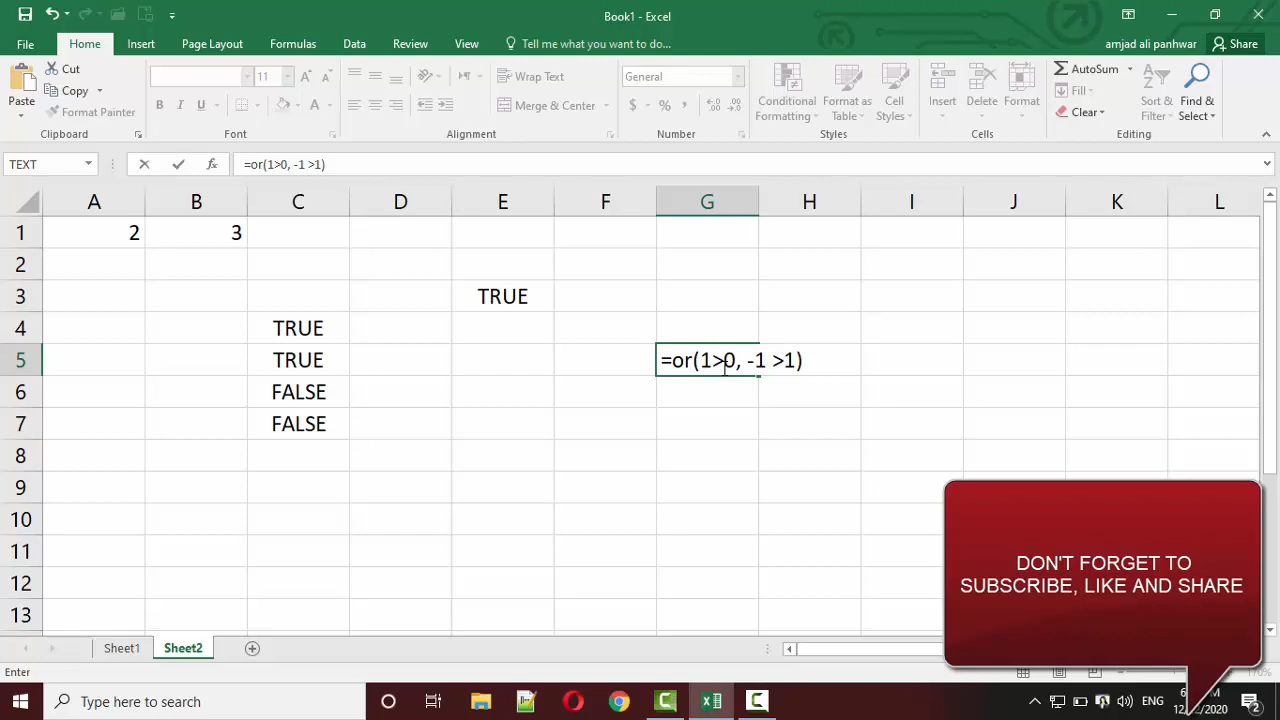 Book1 - Excel
File Home Insert Page Layout Formulas Data Review View Tell me what you want to do... amjad ali panhwar Share
Paste Cut Copy Format Painter
11 B I U A A A
Wrap Text
Merge & Center
General
$ %
Conditional Formatting
Format as Table
Cell Styles
Insert Delete Format
AutoSum
Fill
Clear
Sort & Filter
Find & Select
Clipboard Font Alignment Number Styles Cells Editing
TEXT fx =or(1>0, -1 >1)
A B C D E F G H I J K L
1 2 3
2
3 TRUE
4 TRUE
5 TRUE =or(1>0, -1 >1)
6 FALSE
7 FALSE
8
9
10
11
12
13
DON'T FORGET TO
SUBSCRIBE, LIKE AND SHARE
Sheet1 Sheet2
Enter
Type here to search
ENG
2